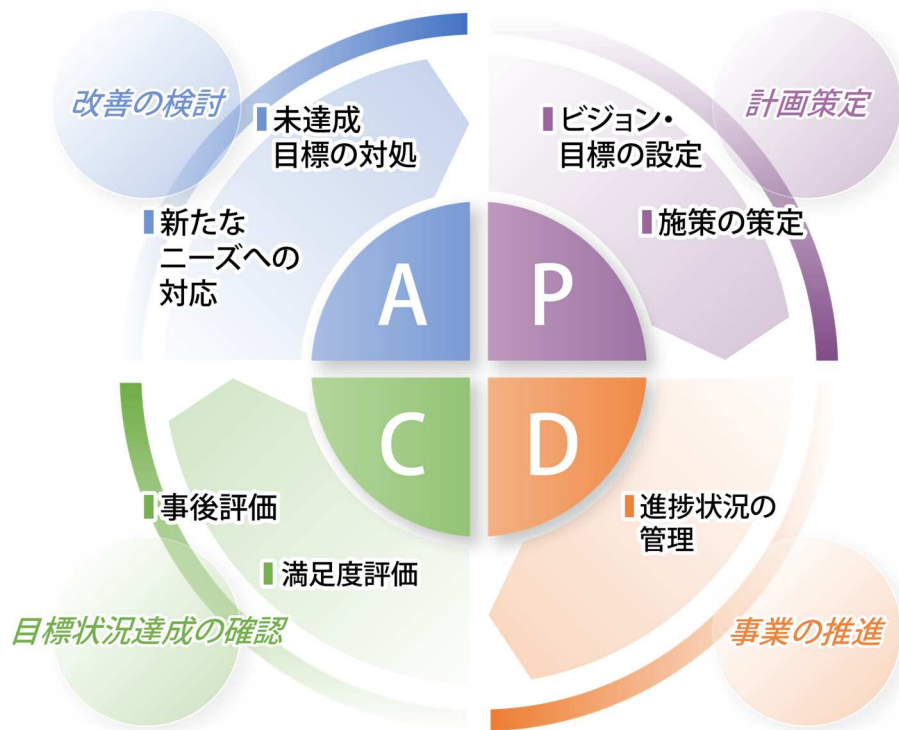 改善の検討
未達成
目標の対処
新たな
ニーズへの
対応
A
計画策定
ビジョン・
目標の設定
施策の策定
P
C
事後評価
満足度評価
目標状況達成の確認
D
進捗状況の
管理
事業の推進